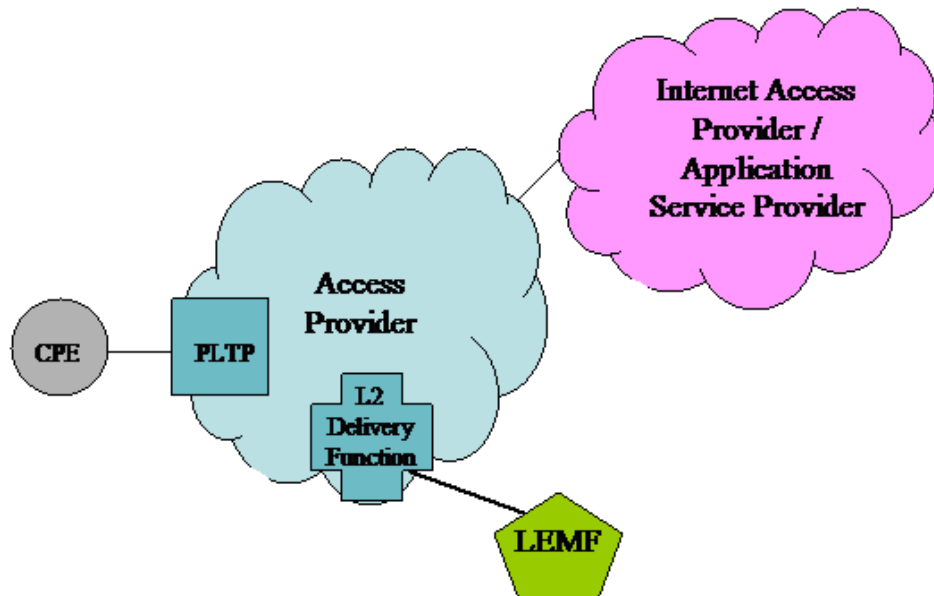 Internet Access
Provider /
Application
Service Provider
Access
Provider
CPE
PLTP
L2
Delivery
Function
LEMF